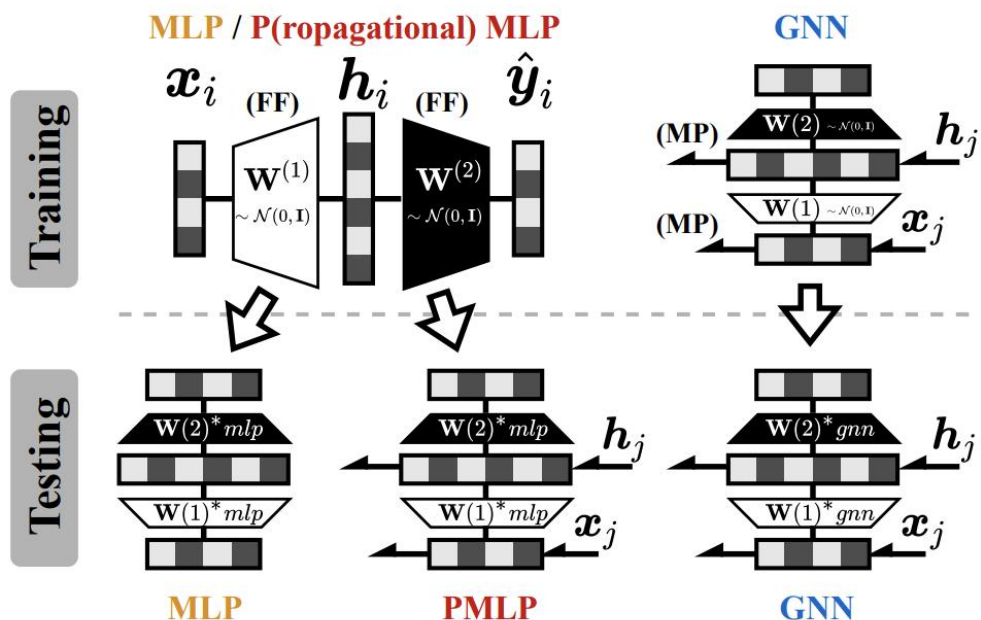 MLP / P(ropagational) MLP
GNN
Training
x_i
(FF)
h_i
(FF)
ŷ_i
W^(1)
~ N(0, I)
W^(2)
~ N(0, I)
W(2) ~ N(0, I)
(MP)
h_j
W(1) ~ N(0, I)
(MP)
x_j
Testing
W(2)* mlp
W(1)* mlp
W(2)* mlp
h_j
W(1)* mlp
x_j
W(2)* gnn
h_j
W(1)* gnn
x_j
MLP
PMLP
GNN